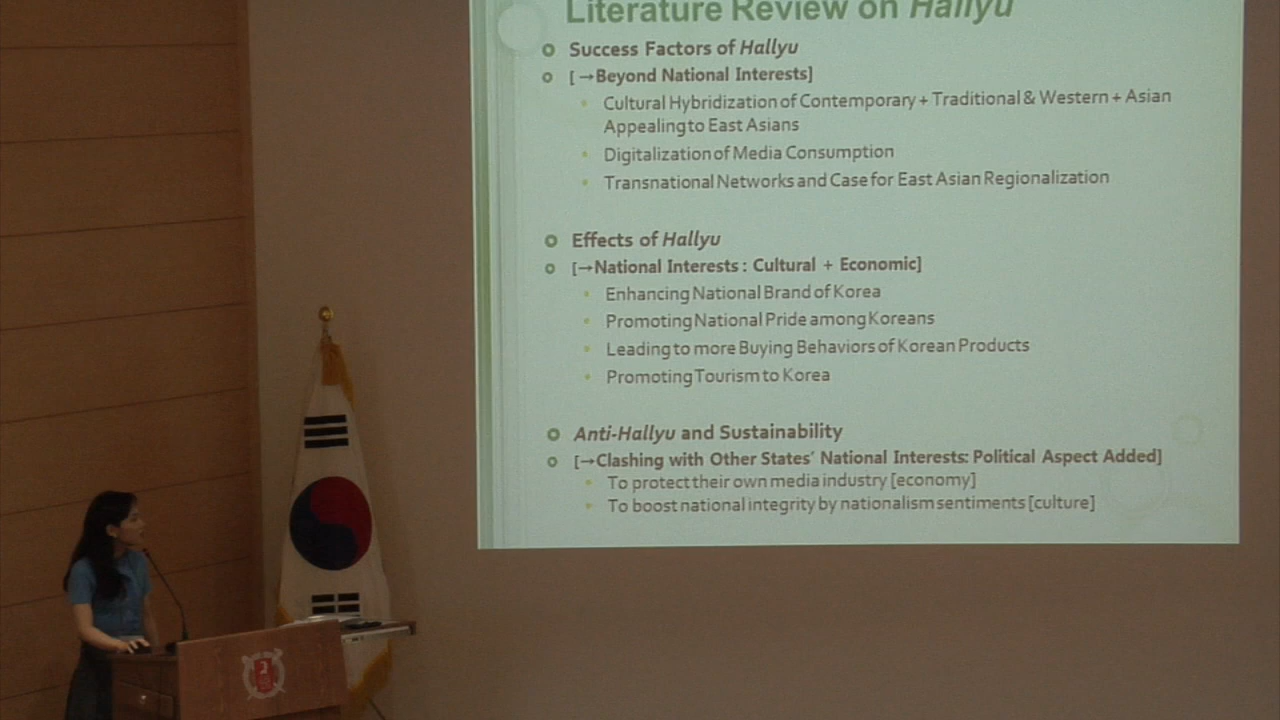 Literature Review on Hallyu
Success Factors of Hallyu
[→Beyond National Interests]
Cultural Hybridization of Contemporary + Traditional & Western + Asian
Appealing to East Asians
Digitalization of Media Consumption
Transnational Networks and Case for East Asian Regionalization
Effects of Hallyu
[→National Interests : Cultural + Economic]
Enhancing National Brand of Korea
Promoting National Pride among Koreans
Leading to more Buying Behaviors of Korean Products
Promoting Tourism to Korea
Anti-Hallyu and Sustainability
[→Clashing with Other States' National Interests: Political Aspect Added]
To protect their own media industry [economy]
To boost national integrity by nationalism sentiments [culture]